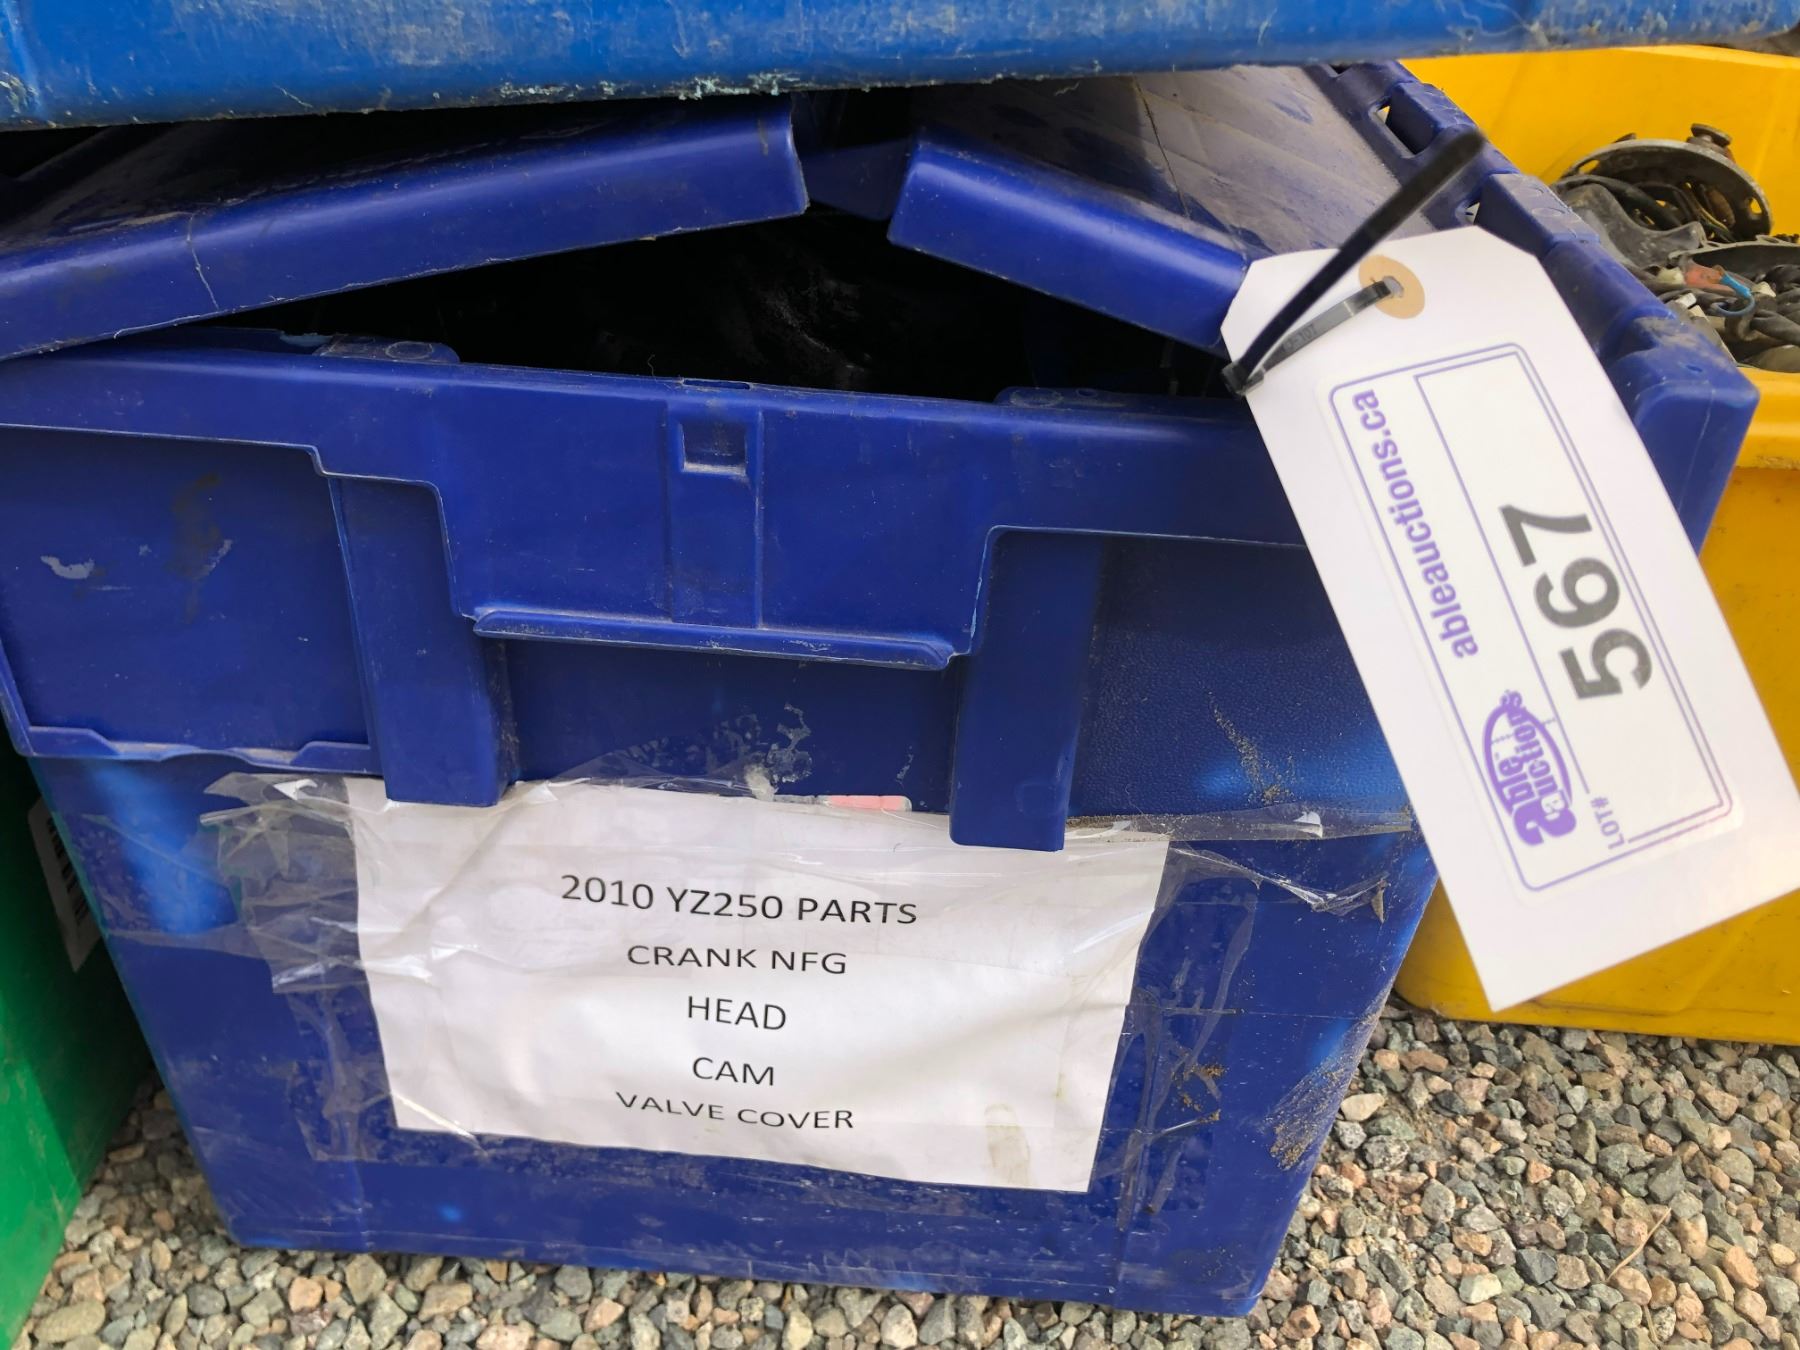 2010 YZ250 PARTS
CRANK NFG
HEAD
CAM
VALVE COVER
ableauctions.ca
567
able auctions
LOT#